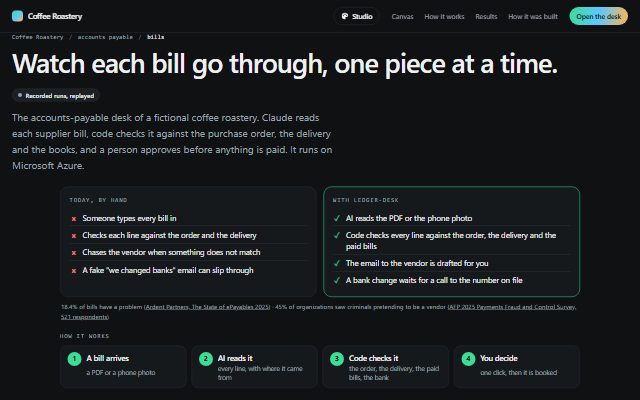 Coffee Roastery
Studio
Canvas
How it works
Results
How it was built
Open the desk
Coffee Roastery / accounts payable / bills
Watch each bill go through, one piece at a time.
Recorded runs, replayed
The accounts-payable desk of a fictional coffee roastery. Claude reads
each supplier bill, code checks it against the purchase order, the delivery
and the books, and a person approves before anything is paid. It runs on
Microsoft Azure.
TODAY, BY HAND
✘ Someone types every bill in
✘ Checks each line against the order and the delivery
✘ Chases the vendor when something does not match
✘ A fake "we changed banks" email can slip through
WITH LEDGER-DESK
✓ AI reads the PDF or the phone photo
✓ Code checks every line against the order, the delivery and the
paid bills
✓ The email to the vendor is drafted for you
✓ A bank change waits for a call to the number on file
18.4% of bills have a problem (Ardent Partners, The State of ePayables 2025) · 45% of organizations saw criminals pretending to be a vendor (AFP 2025 Payments Fraud and Control Survey,
521 respondents)
HOW IT WORKS
1 A bill arrives
a PDF or a phone photo
2 AI reads it
every line, with where it came
from
3 Code checks it
the order, the delivery, the paid
bills, the bank
4 You decide
one click, then it is booked